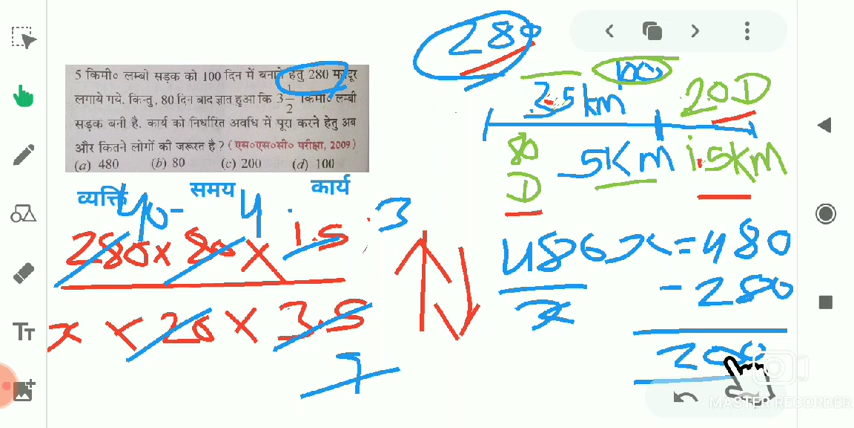 280
5 किमी० लम्बी सड़क को 100 दिन में बनाने हेतु 280 मजदूर
लगाये गये. किन्तु, 80 दिन बाद ज्ञात हुआ कि 3 1/2 किमी० लम्बी
सड़क बनी है. कार्य को निर्धारित अवधि में पूरा करने हेतु अब
और कितने लोगों की जरूरत है ? (एस०एस०सी० परीक्षा, 2009)
(a) 480 (b) 80 (c) 200 (d) 100
100
3.5 km 20D
80 D 5Km 1.5km
व्यक्ति समय कार्य
40 4 3
280 × 80 × 1.5
x × 20 × 3.5
7
480
x
x = 480
- 280
200
Tт
MASTER RECORDER